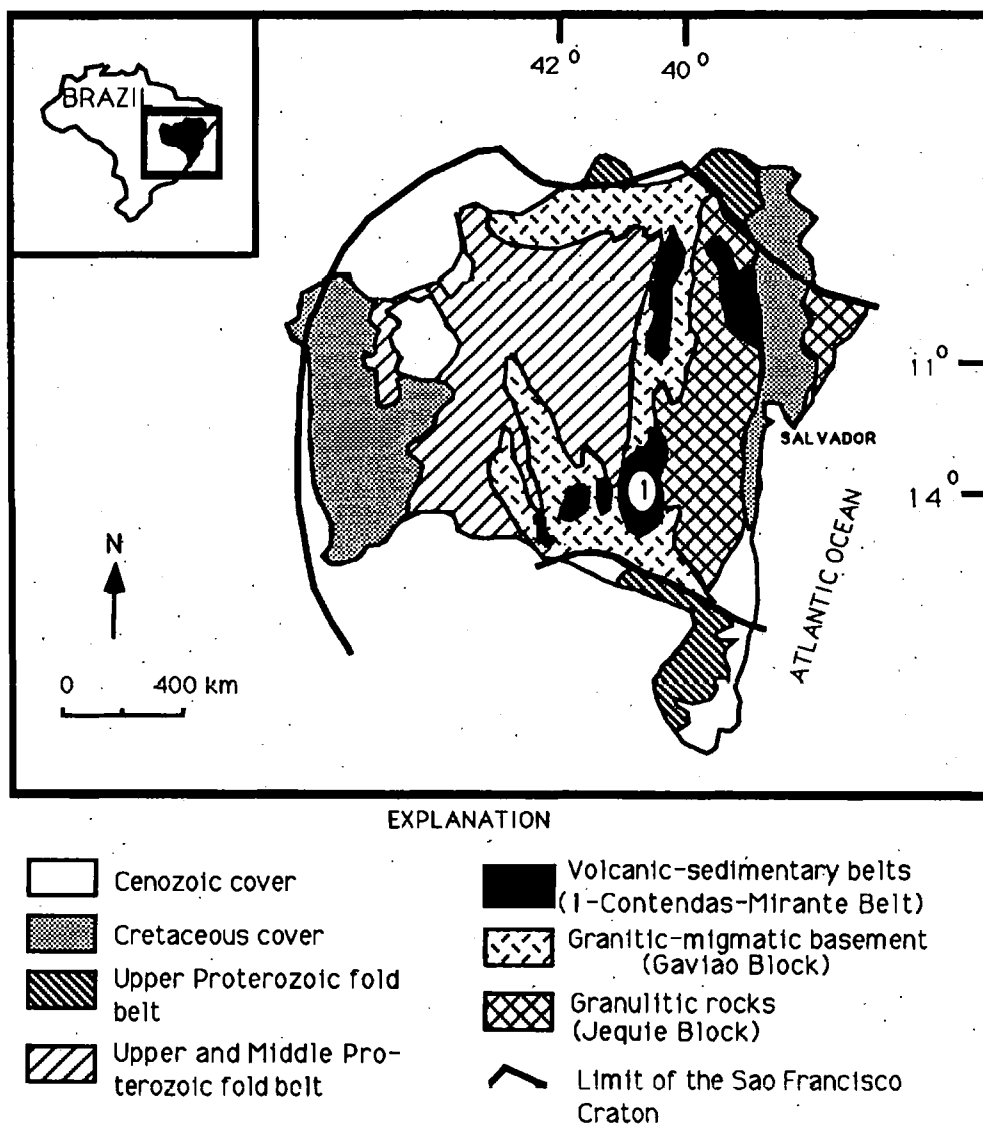 BRAZIL
42°
40°
11°
SALVADOR
14°
1
N
ATLANTIC OCEAN
0 400 km
EXPLANATION
Cenozoic cover
Cretaceous cover
Upper Proterozoic fold
belt
Upper and Middle Pro-
terozoic fold belt
Volcanic-sedimentary belts
(1-Contendas-Mirante Belt)
Granitic-migmatic basement
(Gaviao Block)
Granulitic rocks
(Jequie Block)
Limit of the Sao Francisco
Craton